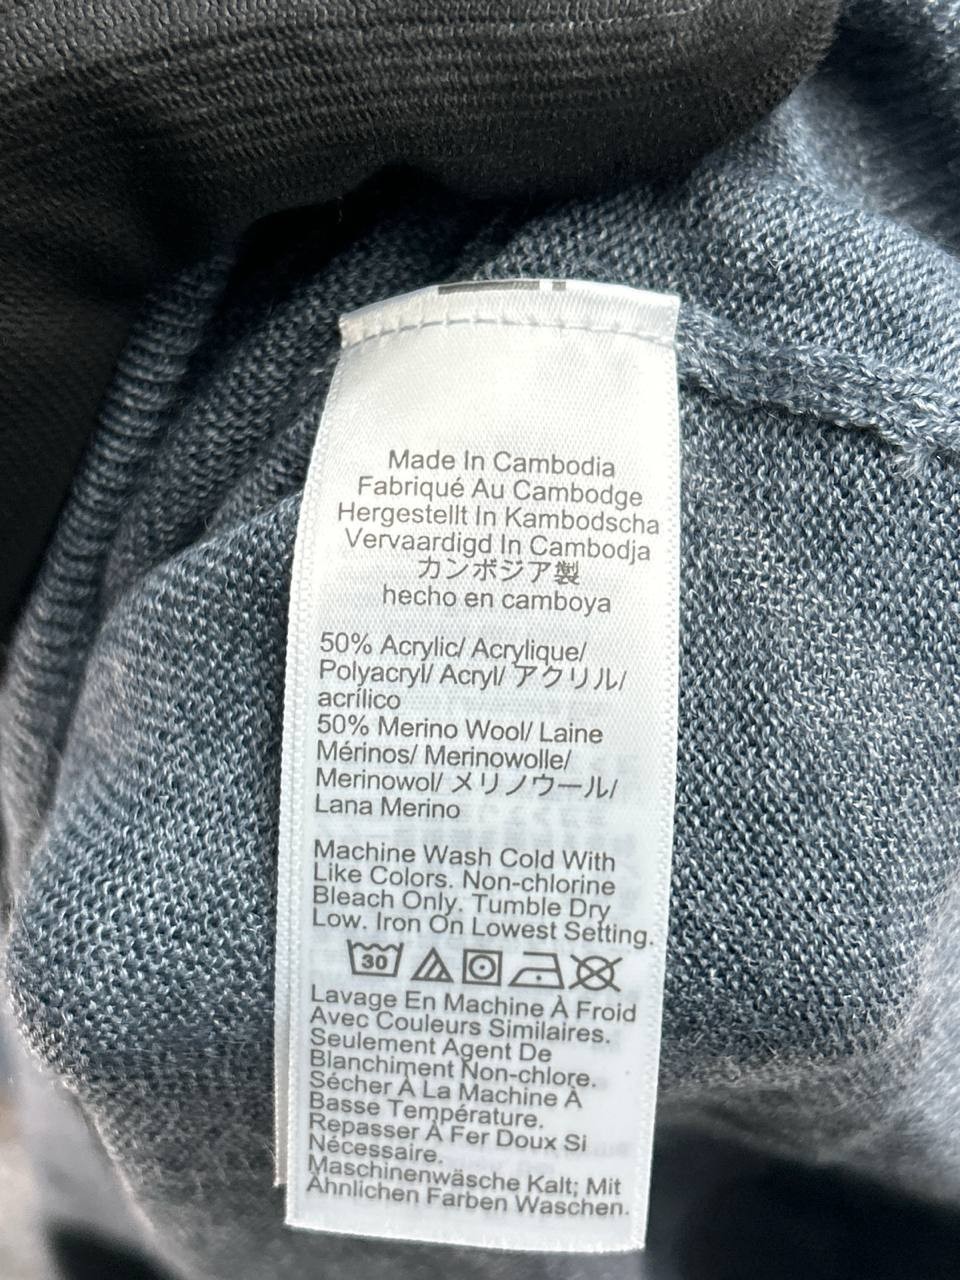 Made In Cambodia
Fabriqué Au Cambodge
Hergestellt In Kambodscha
Vervaardigd In Cambodja
カンボジア製
hecho en camboya
50% Acrylic/ Acrylique/
Polyacryl/ Acryl/ アクリル/
acrílico
50% Merino Wool/ Laine
Mérinos/ Merinowolle/
Merinowol/ メリノウール/
Lana Merino
Machine Wash Cold With
Like Colors. Non-chlorine
Bleach Only. Tumble Dry
Low. Iron On Lowest Setting.
30
Lavage En Machine À Froid
Avec Couleurs Similaires.
Seulement Agent De
Blanchiment Non-chlore.
Sécher À La Machine À
Basse Température.
Repasser À Fer Doux Si
Nécessaire.
Maschinenwäsche Kalt; Mit
Ähnlichen Farben Waschen.